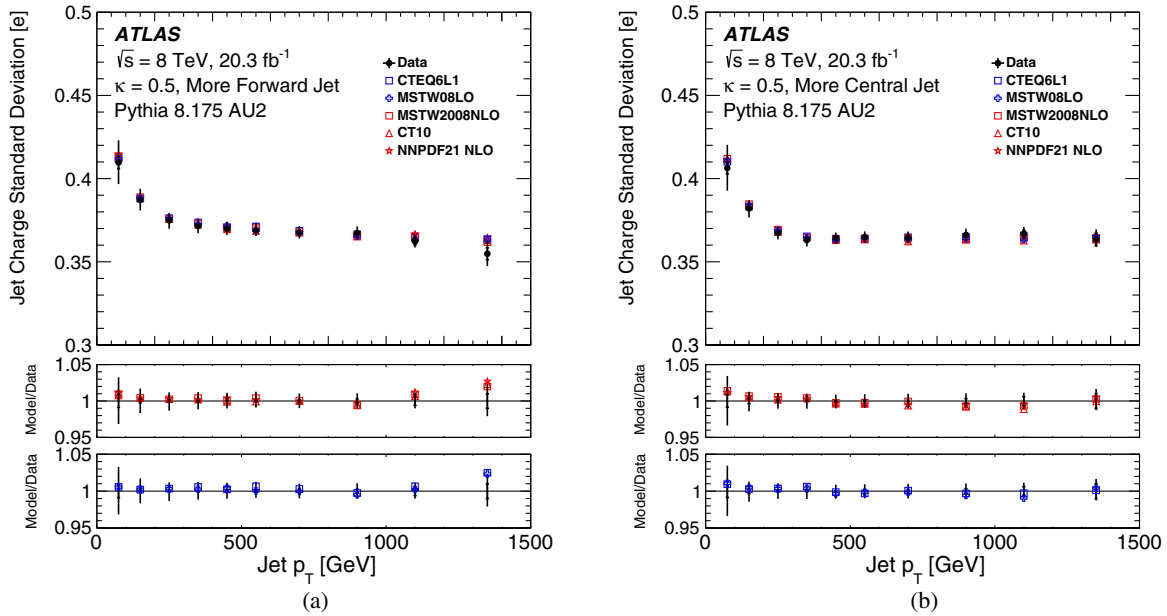 0.5
0.45
0.4
0.35
0.3
Jet Charge Standard Deviation [e]
ATLAS
√s = 8 TeV, 20.3 fb⁻¹
κ = 0.5, More Forward Jet
Pythia 8.175 AU2
Data
CTEQ6L1
MSTW08LO
MSTW2008NLO
CT10
NNPDF21 NLO
Model/Data
1.05
1
0.95
Model/Data
1.05
1
0.95
0 500 1000 1500
Jet p_T [GeV]
(a)
0.5
0.45
0.4
0.35
0.3
Jet Charge Standard Deviation [e]
ATLAS
√s = 8 TeV, 20.3 fb⁻¹
κ = 0.5, More Central Jet
Pythia 8.175 AU2
Data
CTEQ6L1
MSTW08LO
MSTW2008NLO
CT10
NNPDF21 NLO
Model/Data
1.05
1
0.95
Model/Data
1.05
1
0.95
0 500 1000 1500
Jet p_T [GeV]
(b)